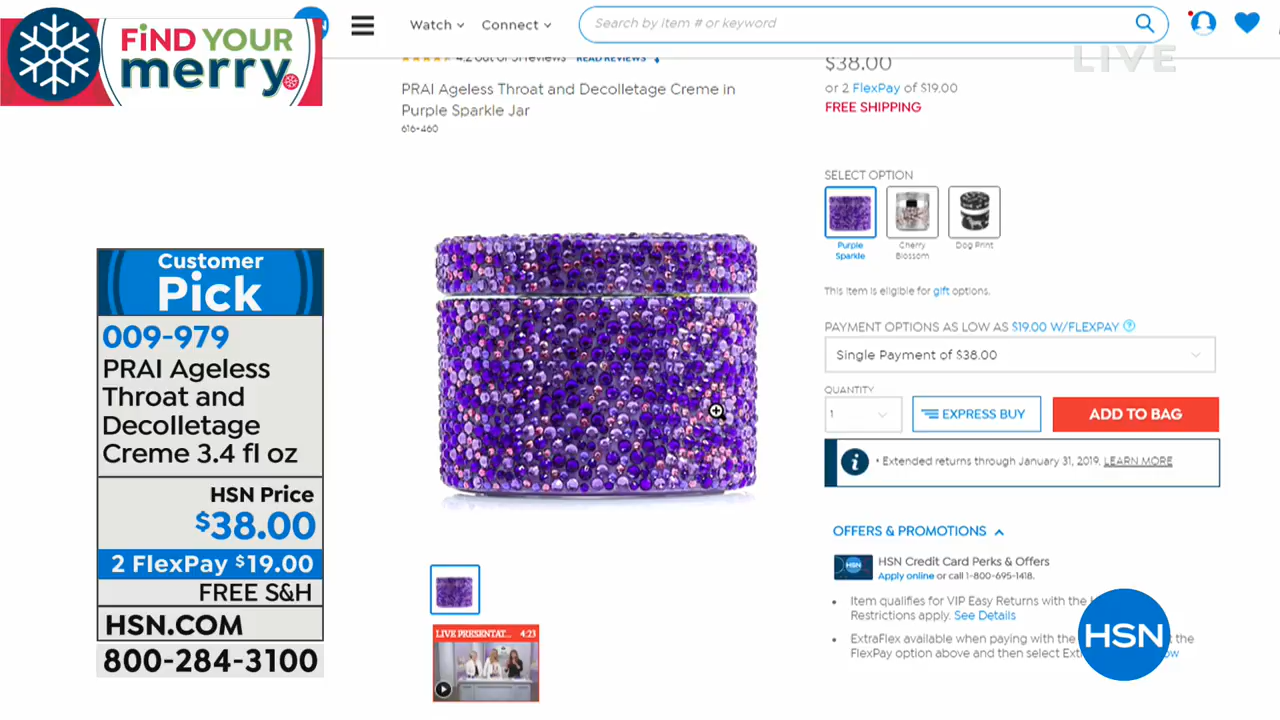 FiND YOUR
merry
Watch
Connect
Search by item # or keyword
LIVE
READ REVIEWS
PRAI Ageless Throat and Decolletage Creme in
Purple Sparkle Jar
616-460
$38.00
or 2 FlexPay of $19.00
FREE SHIPPING
SELECT OPTION
Purple
Sparkle
Cherry
Blossom
Dog Print
This item is eligible for gift options.
PAYMENT OPTIONS AS LOW AS $19.00 W/FLEXPAY ?
Single Payment of $38.00
QUANTITY
1
EXPRESS BUY
ADD TO BAG
• Extended returns through January 31, 2019. LEARN MORE
OFFERS & PROMOTIONS
HSN
HSN Credit Card Perks & Offers
Apply online or call 1-800-695-1418.
• Item qualifies for VIP Easy Returns with the
Restrictions apply. See Details
• ExtraFlex available when paying with the
FlexPay option above and then select
HSN
Customer
Pick
009-979
PRAI Ageless
Throat and
Decolletage
Creme 3.4 fl oz
HSN Price
$38.00
2 FlexPay $19.00
FREE S&H
HSN.COM
800-284-3100
LIVE PRESENTAT... 4:23